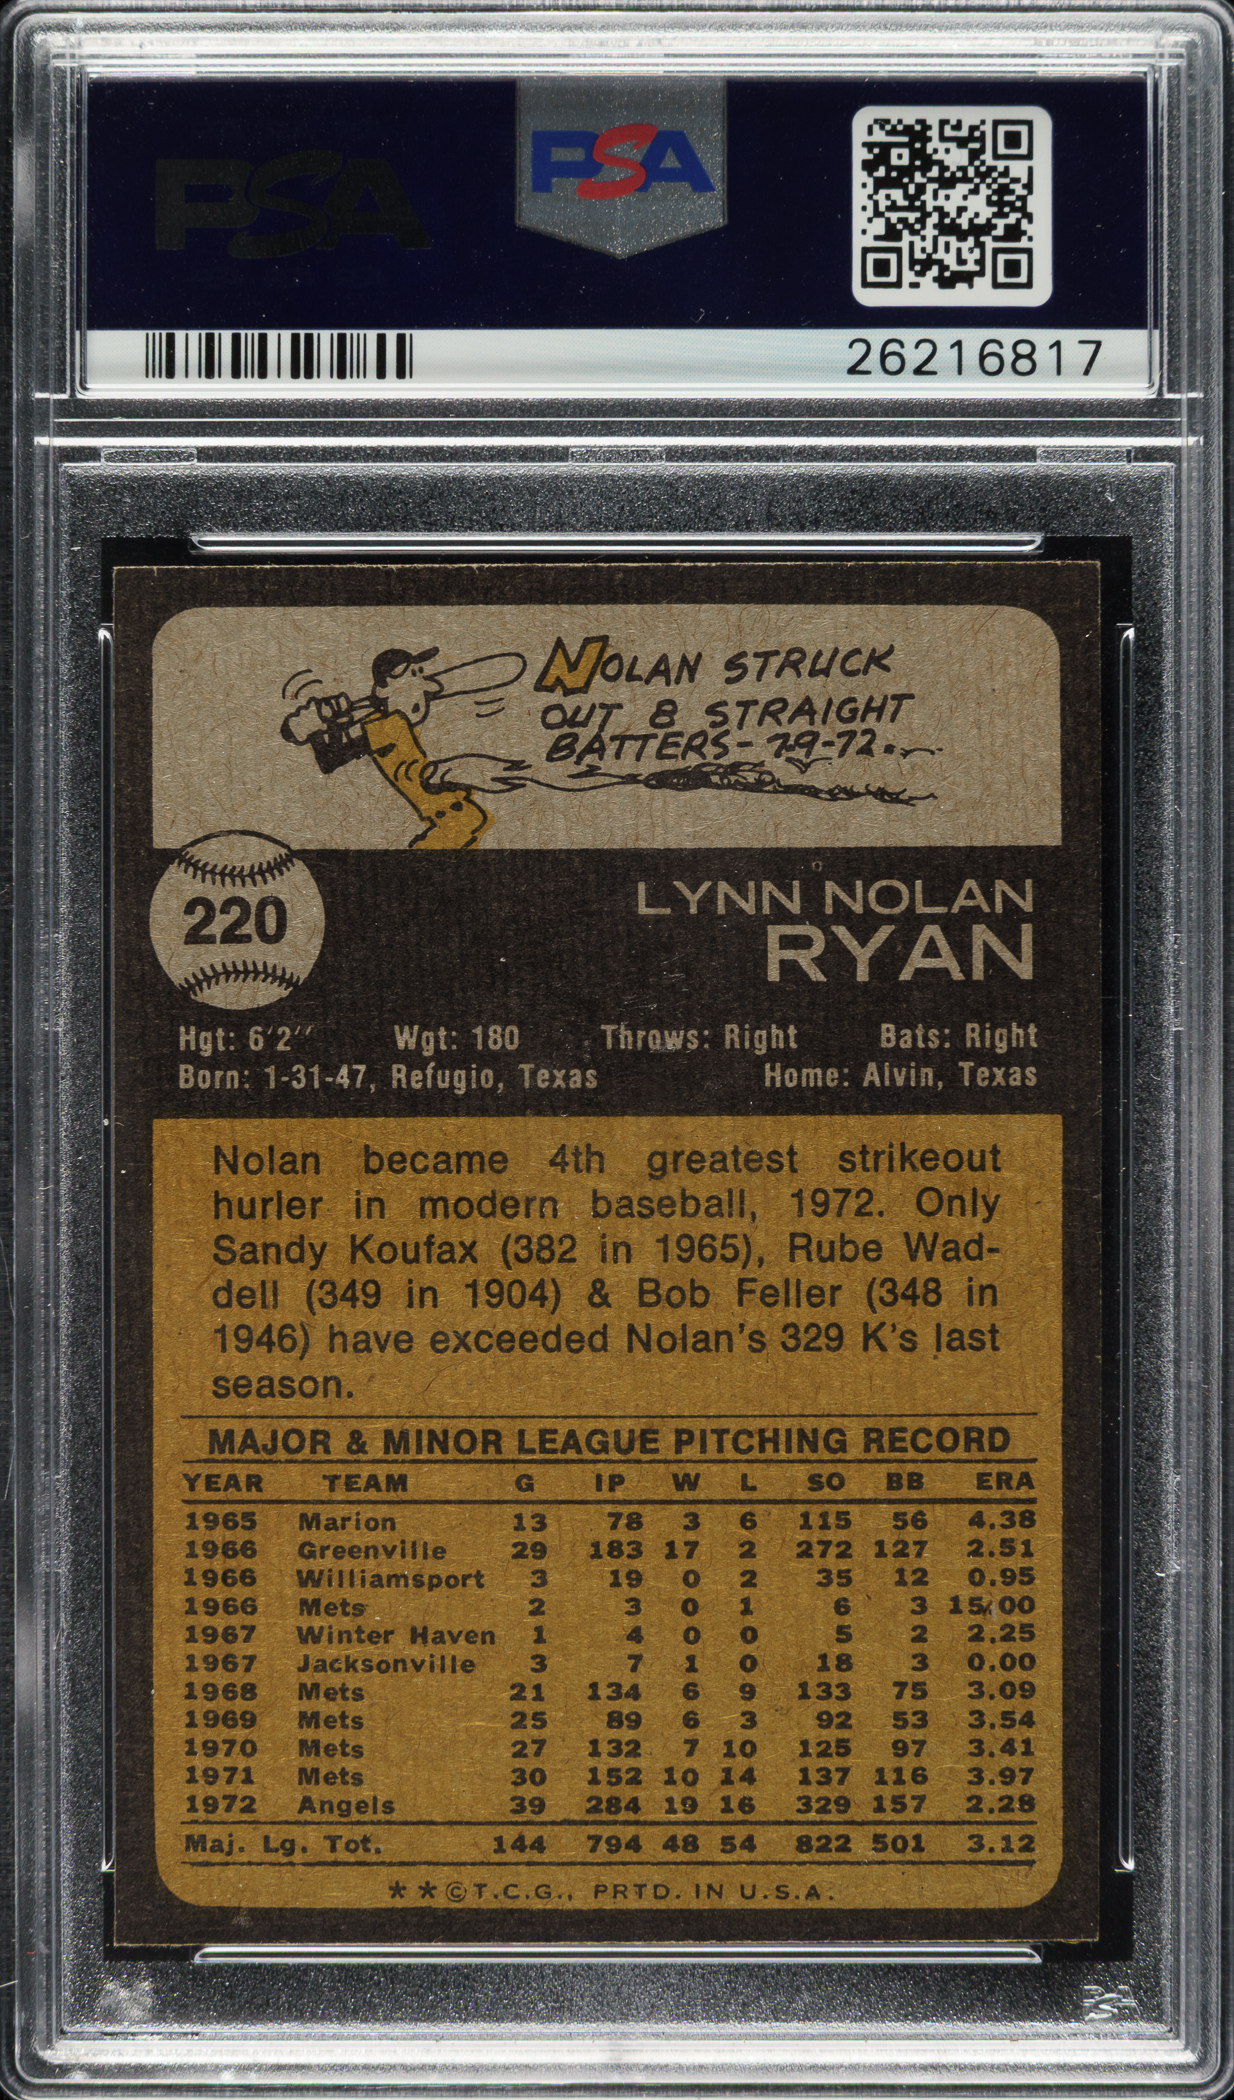 PSA
PSA
26216817
NOLAN STRUCK
OUT 8 STRAIGHT
BATTERS-7-9-72.
220
LYNN NOLAN
RYAN
Hgt: 6'2" Wgt: 180 Throws: Right Bats: Right
Born: 1-31-47, Refugio, Texas Home: Alvin, Texas
Nolan became 4th greatest strikeout
hurler in modern baseball, 1972. Only
Sandy Koufax (382 in 1965), Rube Wad-
dell (349 in 1904) & Bob Feller (348 in
1946) have exceeded Nolan's 329 K's last
season.
MAJOR & MINOR LEAGUE PITCHING RECORD
YEAR TEAM G IP W L SO BB ERA
1965 Marion 13 78 3 6 115 56 4.38
1966 Greenville 29 183 17 2 272 127 2.51
1966 Williamsport 3 19 0 2 35 12 0.95
1966 Mets 2 3 0 1 6 3 15.00
1967 Winter Haven 1 4 0 0 5 2 2.25
1967 Jacksonville 3 7 1 0 18 3 0.00
1968 Mets 21 134 6 9 133 75 3.09
1969 Mets 25 89 6 3 92 53 3.54
1970 Mets 27 132 7 10 125 97 3.41
1971 Mets 30 152 10 14 137 116 3.97
1972 Angels 39 284 19 16 329 157 2.28
Maj. Lg. Tot. 144 794 48 54 822 501 3.12
* * © T.C.G., PRTD. IN U.S.A.
PSA